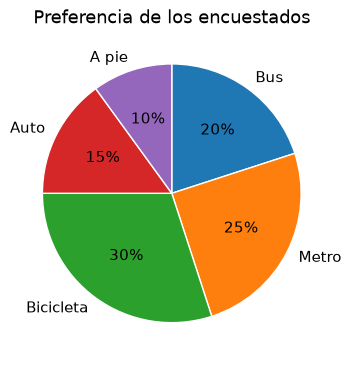 Preferencia de los encuestados
A pie
Bus
10%
20%
Auto
15%
25%
Metro
30%
Bicicleta